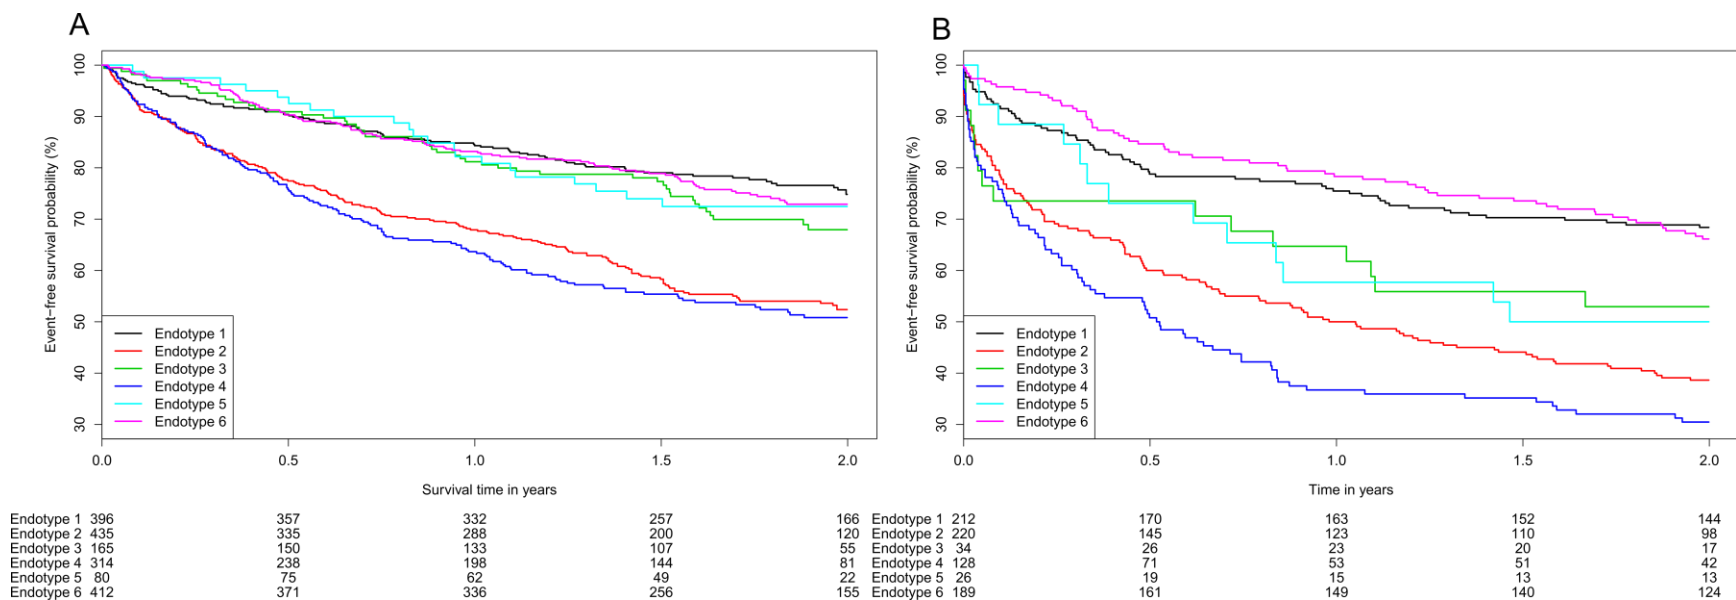 A
Event-free survival probability (%)
100
90
80
70
60
50
40
30
Endotype 1
Endotype 2
Endotype 3
Endotype 4
Endotype 5
Endotype 6
0.0 0.5 1.0 1.5 2.0
Survival time in years
Endotype 1 396 357 332 257 166
Endotype 2 435 335 288 200 120
Endotype 3 165 150 133 107 55
Endotype 4 314 238 198 144 81
Endotype 5 80 75 62 49 22
Endotype 6 412 371 336 256 155
B
Event-free survival probability (%)
100
90
80
70
60
50
40
30
Endotype 1
Endotype 2
Endotype 3
Endotype 4
Endotype 5
Endotype 6
0.0 0.5 1.0 1.5 2.0
Time in years
Endotype 1 212 170 163 152 144
Endotype 2 220 145 123 110 98
Endotype 3 34 26 23 20 17
Endotype 4 128 71 53 51 42
Endotype 5 26 19 15 13 13
Endotype 6 189 161 149 140 124